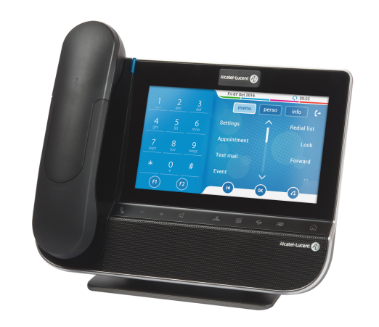 Alcatel·Lucent
menu
perso
info
1 2 3
4 5 6
7 8 9
* 0 #
F1 F2
Settings
Appointment
Text mail
Event
OK
Redial list
Lock
Forward
Alcatel·Lucent